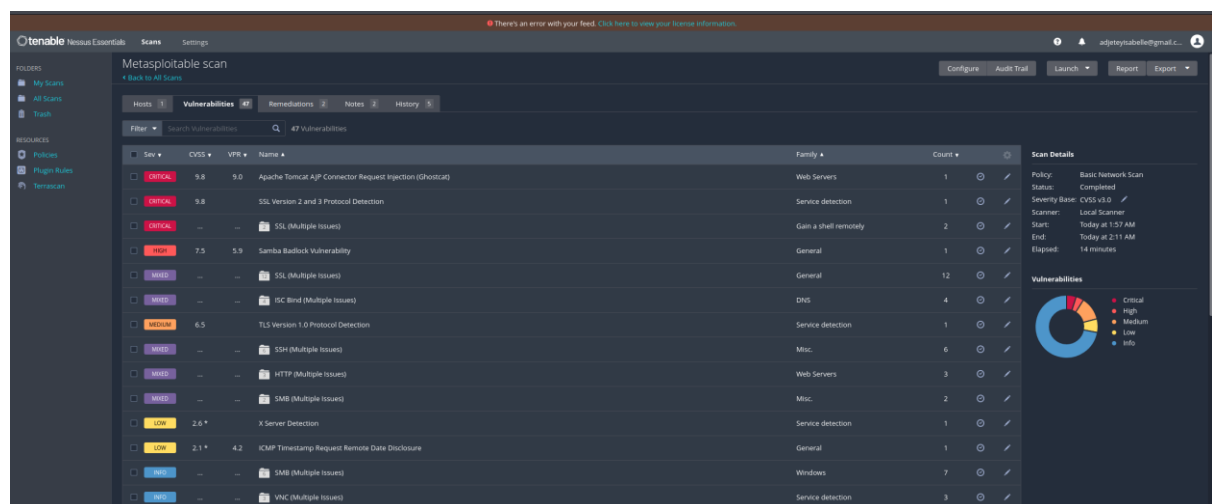 There's an error with your feed. Click here to view your license information.
tenable Nessus Essentials Scans Settings adjeteyisabelle@gmail.c...
FOLDERS
My Scans
All Scans
Trash
RESOURCES
Policies
Plugin Rules
Terrascan
Metasploitable scan
Back to All Scans
Configure Audit Trail Launch Report Export
Hosts 1 Vulnerabilities 47 Remediations 2 Notes 2 History 5
Filter Search Vulnerabilities 47 Vulnerabilities
Sev CVSS VPR Name Family Count
CRITICAL 9.8 9.0 Apache Tomcat AJP Connector Request Injection (Ghostcat) Web Servers 1
CRITICAL 9.8 SSL Version 2 and 3 Protocol Detection Service detection 1
CRITICAL ... ... SSL (Multiple Issues) Gain a shell remotely 2
HIGH 7.5 5.9 Samba Badlock Vulnerability General 1
MIXED ... ... SSL (Multiple Issues) General 12
MIXED ... ... ISC Bind (Multiple Issues) DNS 4
MEDIUM 6.5 TLS Version 1.0 Protocol Detection Service detection 1
MIXED ... ... SSH (Multiple Issues) Misc. 6
MIXED ... ... HTTP (Multiple Issues) Web Servers 3
MIXED ... ... SMB (Multiple Issues) Misc. 2
LOW 2.6 * X Server Detection Service detection 1
LOW 2.1 * 4.2 ICMP Timestamp Request Remote Date Disclosure General 1
INFO ... ... SMB (Multiple Issues) Windows 7
INFO ... ... VNC (Multiple Issues) Service detection 3
Scan Details
Policy: Basic Network Scan
Status: Completed
Severity Base: CVSS v3.0
Scanner: Local Scanner
Start: Today at 1:57 AM
End: Today at 2:11 AM
Elapsed: 14 minutes
Vulnerabilities
Critical
High
Medium
Low
Info